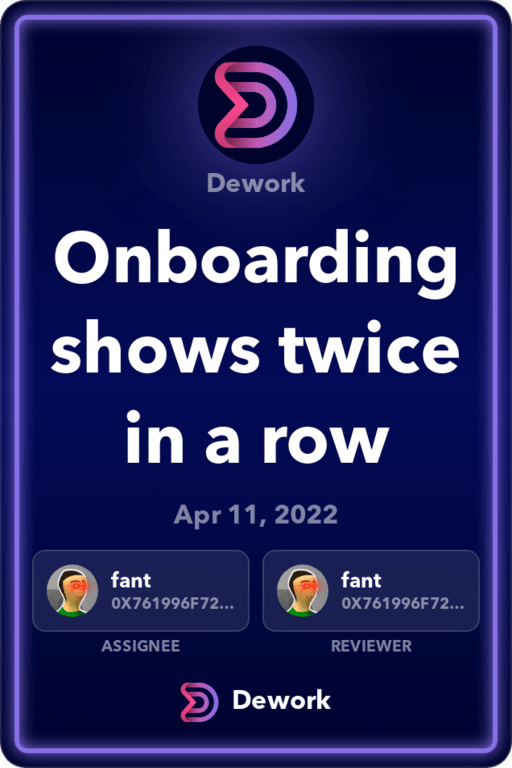 Dework
Onboarding
shows twice
in a row
Apr 11, 2022
fant
0X761996F72...
ASSIGNEE
fant
0X761996F72...
REVIEWER
Dework